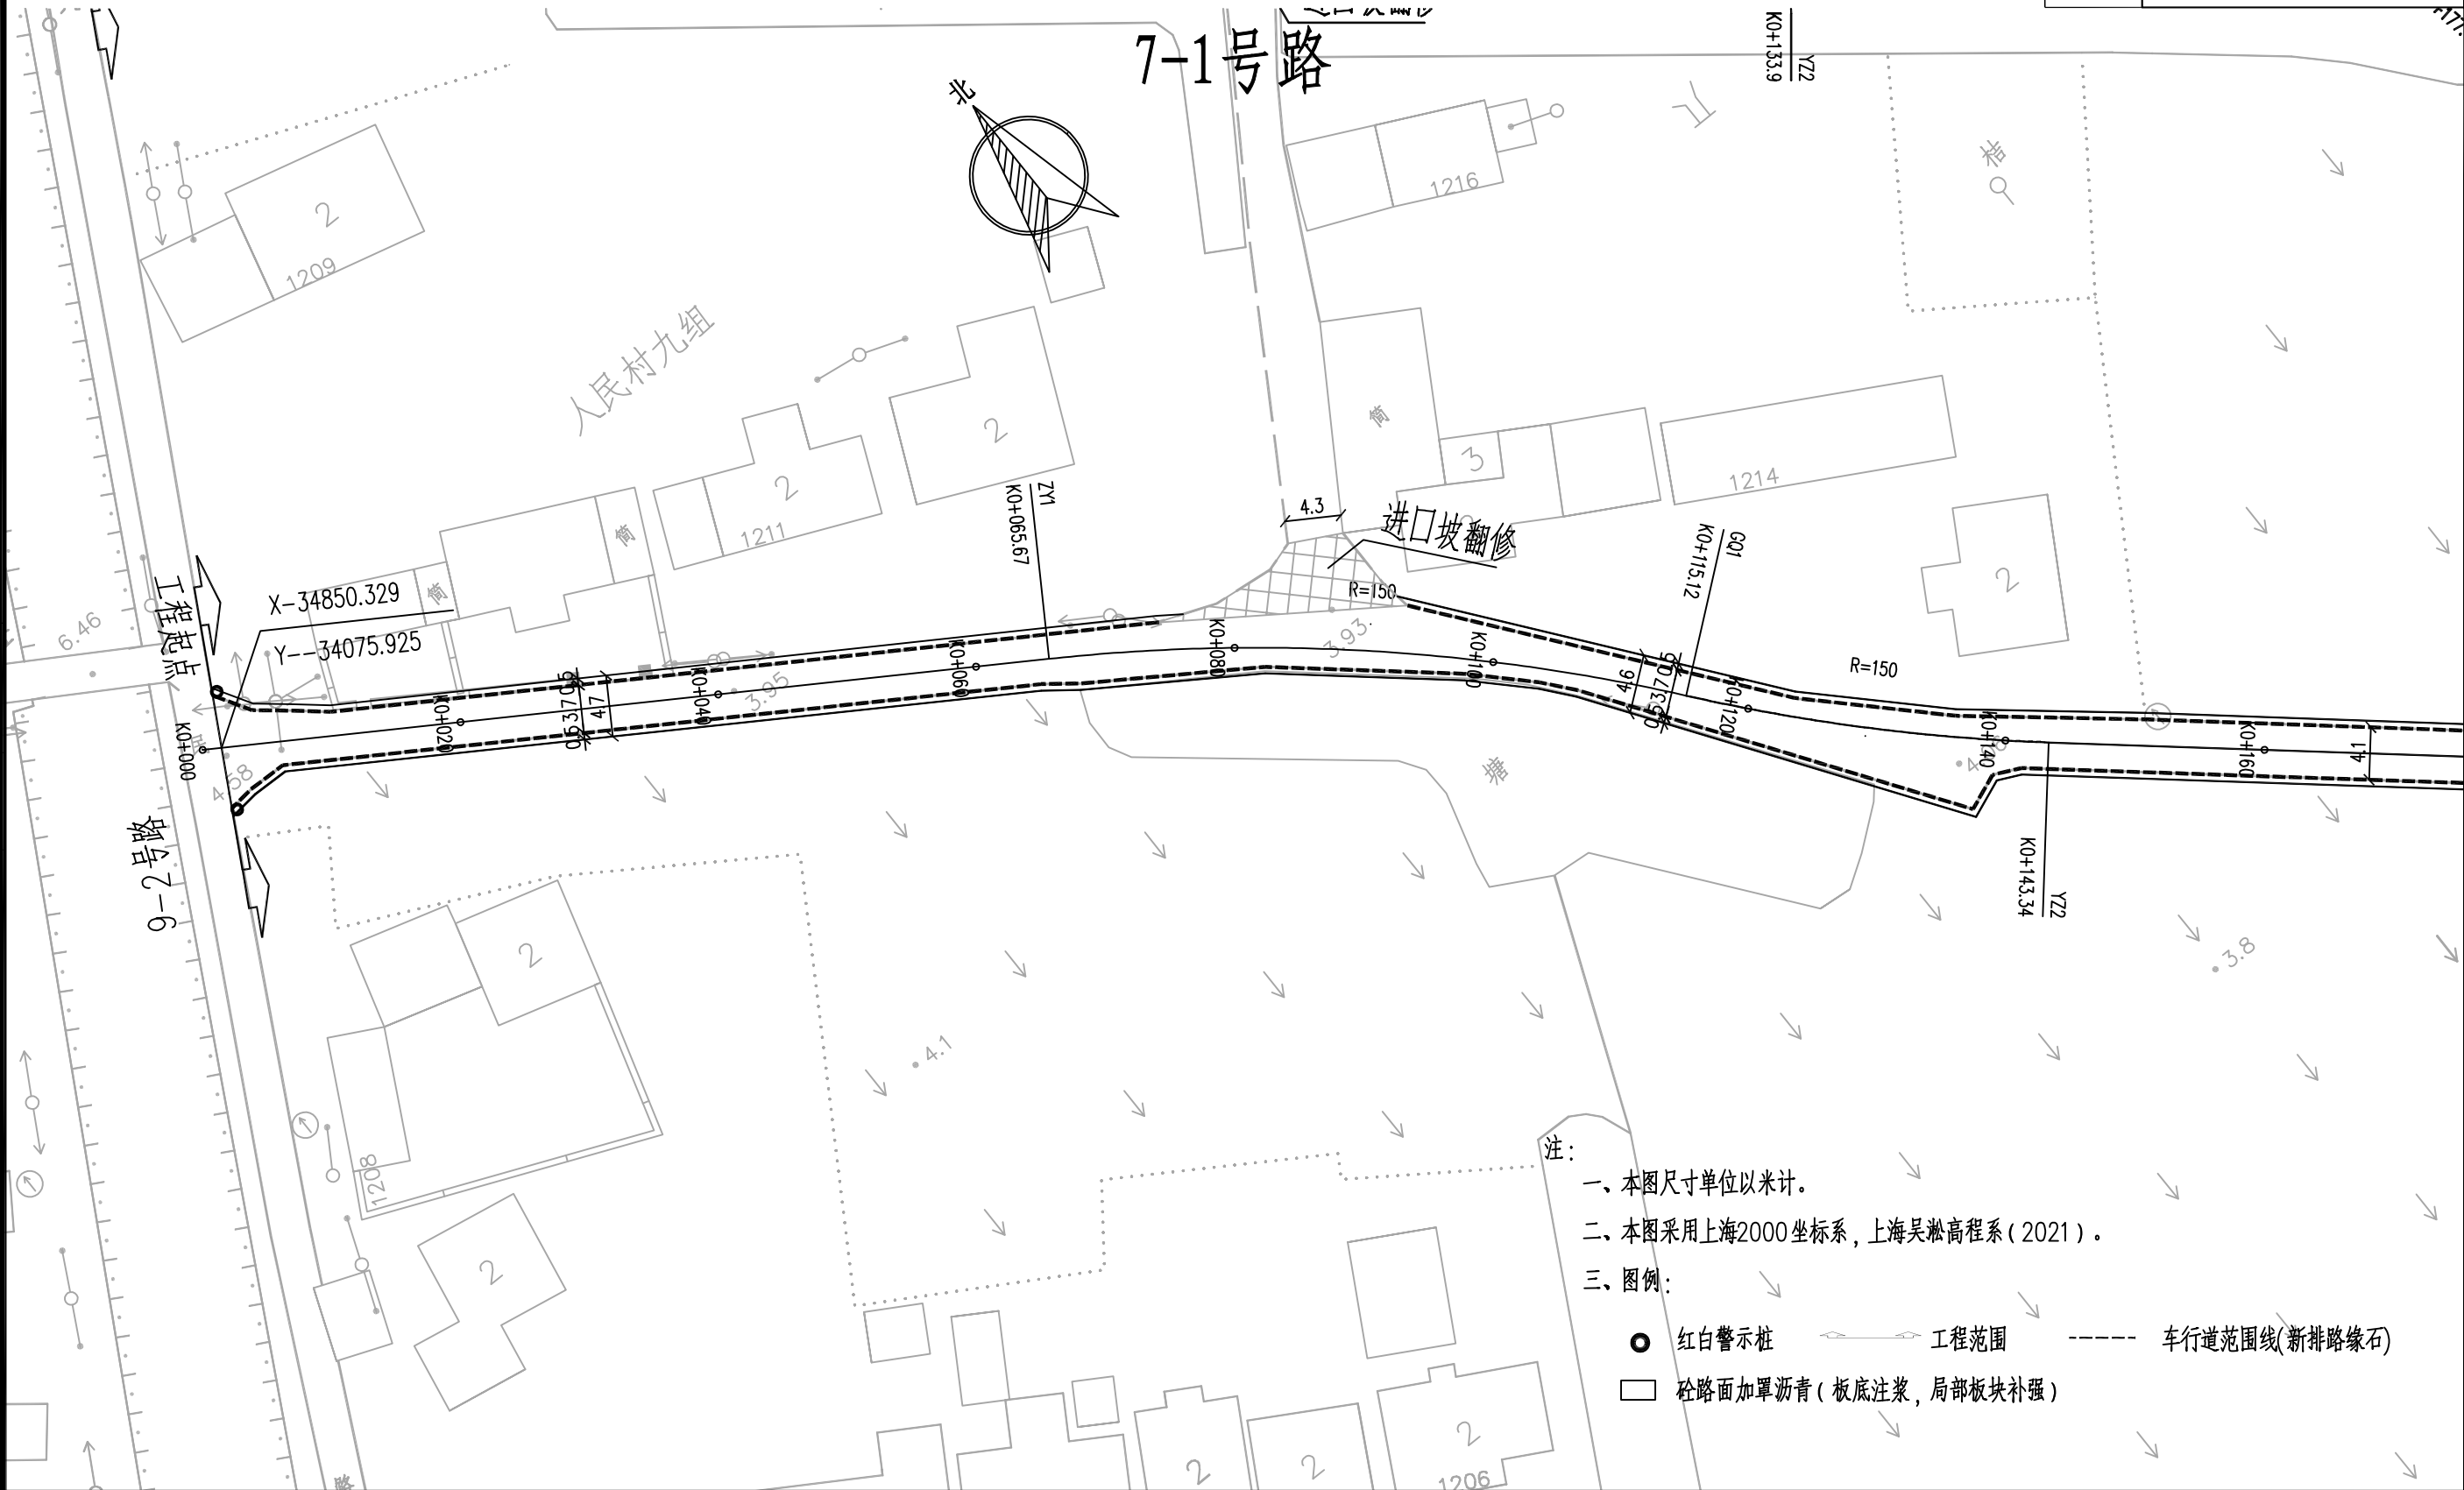 7-1号路
K0+133.9
YZ2
北
1216
桔
2
1209
人民村九组
2
2
1211
简
简
简
3
1214
2
ZY1
K0+065.67
4.3
进口坡翻修
R=150
GQ1
K0+115.12
R=150
6.46
工程起点
X-34850.329
Y--34075.925
K0+000
K0+020
K0+040
K0+060
K0+080
K0+100
K0+120
K0+140
K0+160
4.7
4.6
4.1
3.95
3.93
4.58
塘
K0+143.34
YZ2
6-2号路
2
3.8
4.1
1208
2
2
2
2
1206
注：
一、本图尺寸单位以米计。
二、本图采用上海2000坐标系，上海吴淞高程系（2021）。
三、图例：
红白警示桩 工程范围 车行道范围线(新排路缘石)
砼路面加罩沥青（板底注浆，局部板块补强）